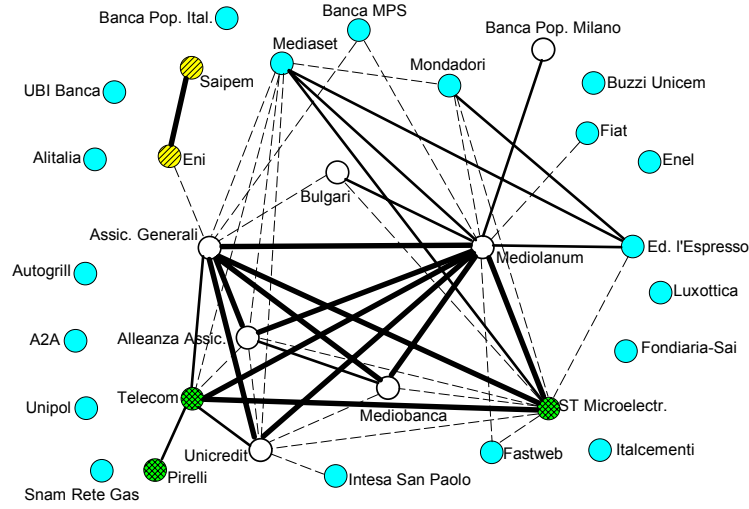 Banca Pop. Ital.
Banca MPS
Banca Pop. Milano
Mediaset
Mondadori
Saipem
UBI Banca
Buzzi Unicem
Fiat
Alitalia
Eni
Enel
Bulgari
Assic. Generali
Mediolanum
Ed. l'Espresso
Autogrill
Luxottica
A2A
Alleanza Assic.
Fondiaria-Sai
Telecom
Mediobanca
ST Microelectr.
Unipol
Unicredit
Fastweb
Italcementi
Snam Rete Gas
Pirelli
Intesa San Paolo